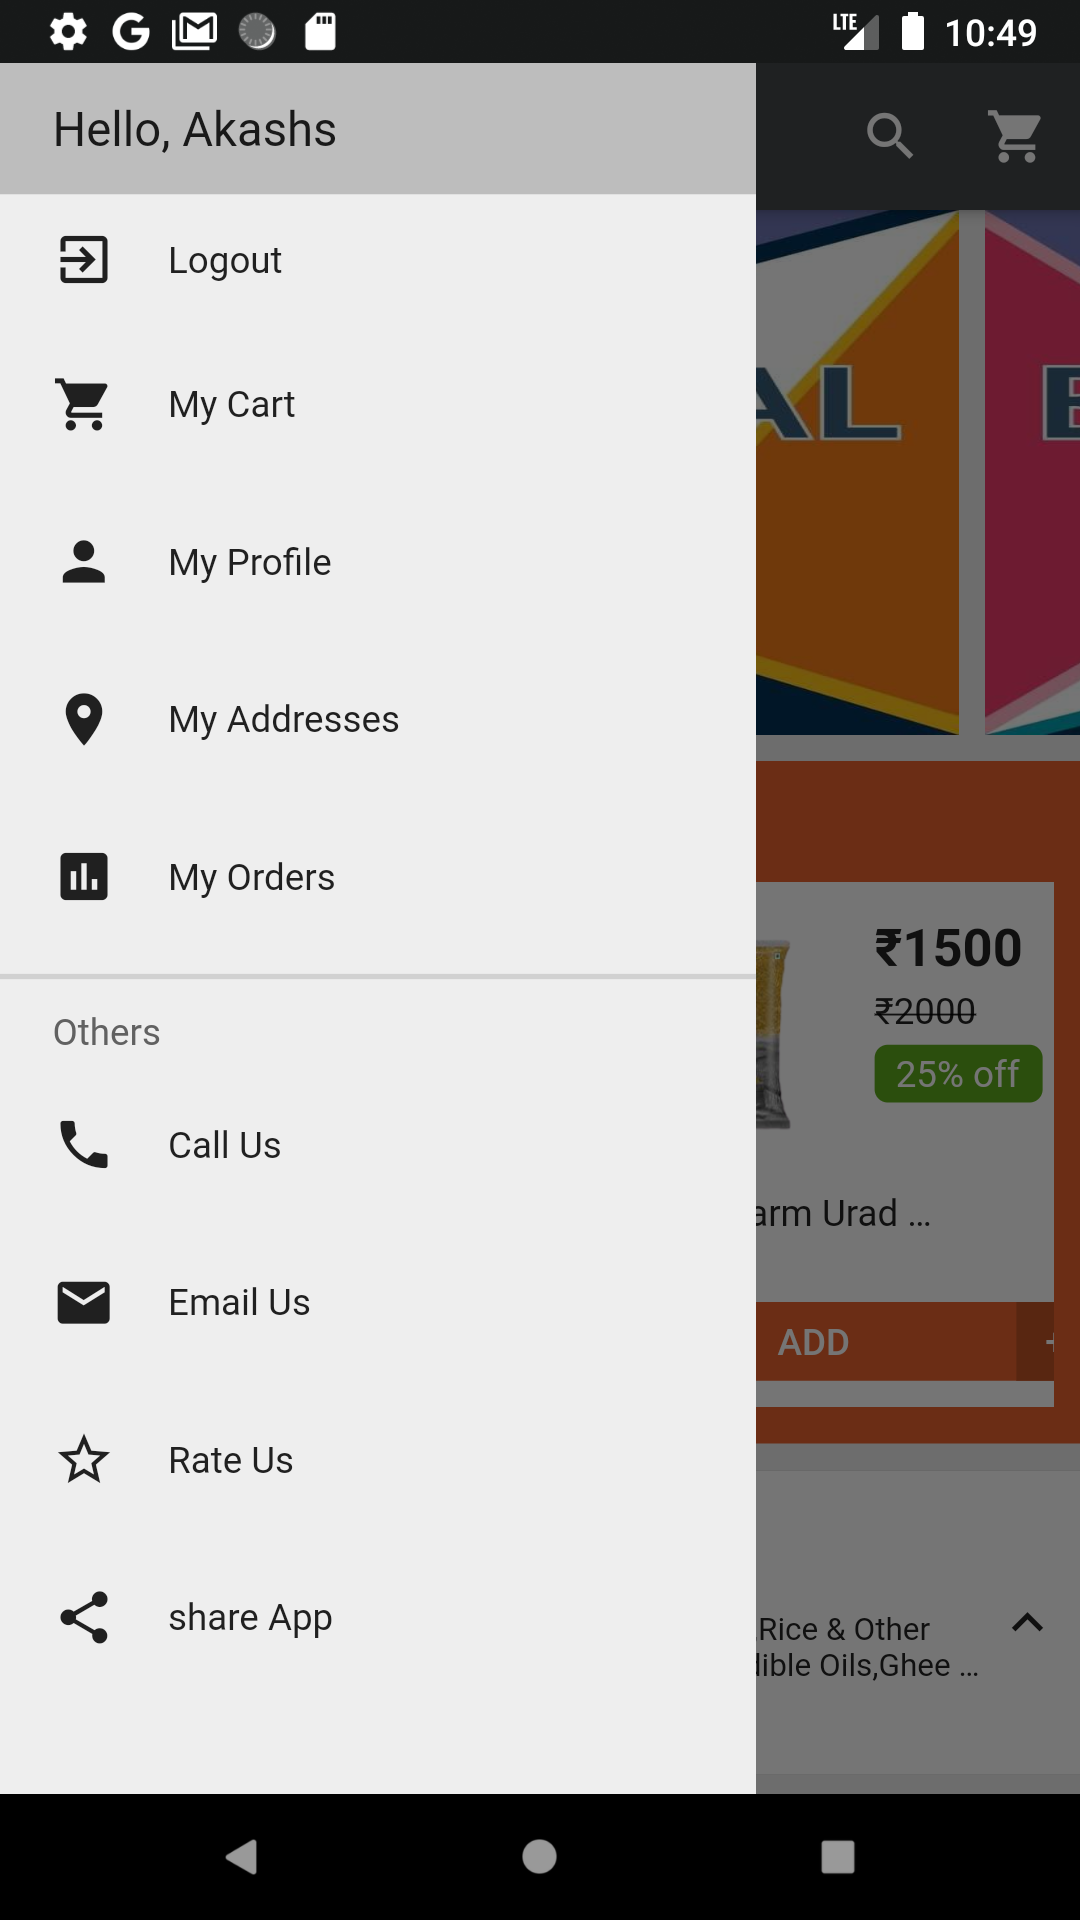 LTE 10:49
Hello, Akashs
Logout
My Cart
AL
My Profile
My Addresses
My Orders
₹1500
₹2000
25% off
Others
Call Us
arm Urad ...
Email Us
ADD
Rate Us
share App
Rice & Other
dible Oils,Ghee ...